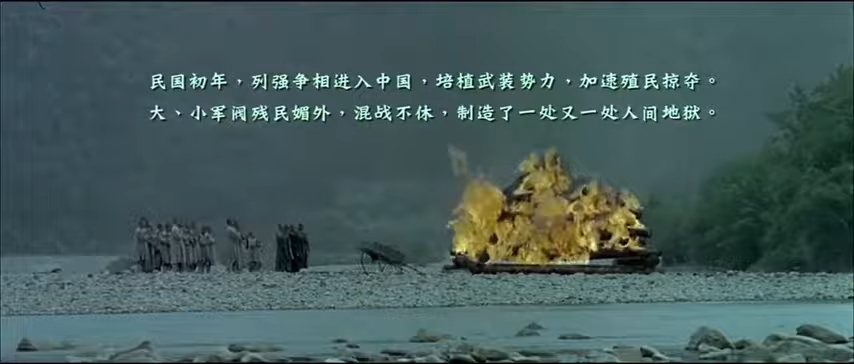 民国初年，列强争相进入中国，培植武装势力，加速殖民掠夺。
大、小军阀残民媚外，混战不休，制造了一处又一处人间地狱。